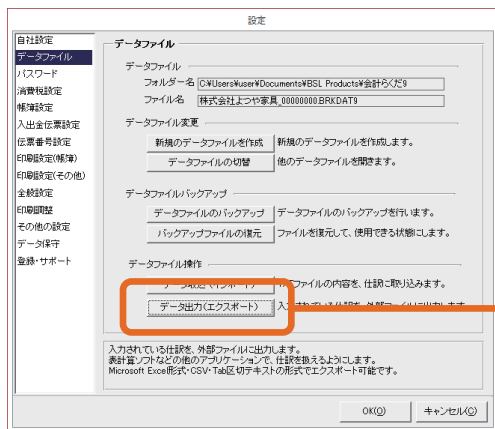 設定
自社設定
データファイル
パスワード
消費税設定
帳簿設定
入出金伝票設定
伝票番号設定
印刷設定(帳簿)
印刷設定(その他)
全般設定
印刷調整
その他の設定
データ保守
登録・サポート
データファイル
データファイル
フォルダー名 C:¥Users¥user¥Documents¥BSL Products¥会計らくだ9
ファイル名 株式会社よつや家具_00000000.BRKDAT9
データファイル変更
新規のデータファイルを作成 新規のデータファイルを作成します。
データファイルの切替 他のデータファイルを開きます。
データファイルバックアップ
データファイルのバックアップ データファイルのバックアップを行います。
バックアップファイルの復元 ファイルを復元して、使用できる状態にします。
データファイル操作
ファイルの内容を、仕訳に取り込みます。
データ出力(エクスポート)
入力されている仕訳を、外部ファイルに出力します。
表計算ソフトなどの他のアプリケーションで、仕訳を扱えるようにします。
Microsoft Excel形式・CSV・Tab区切テキストの形式でエクスポート可能です。
OK(O) キャンセル(C)